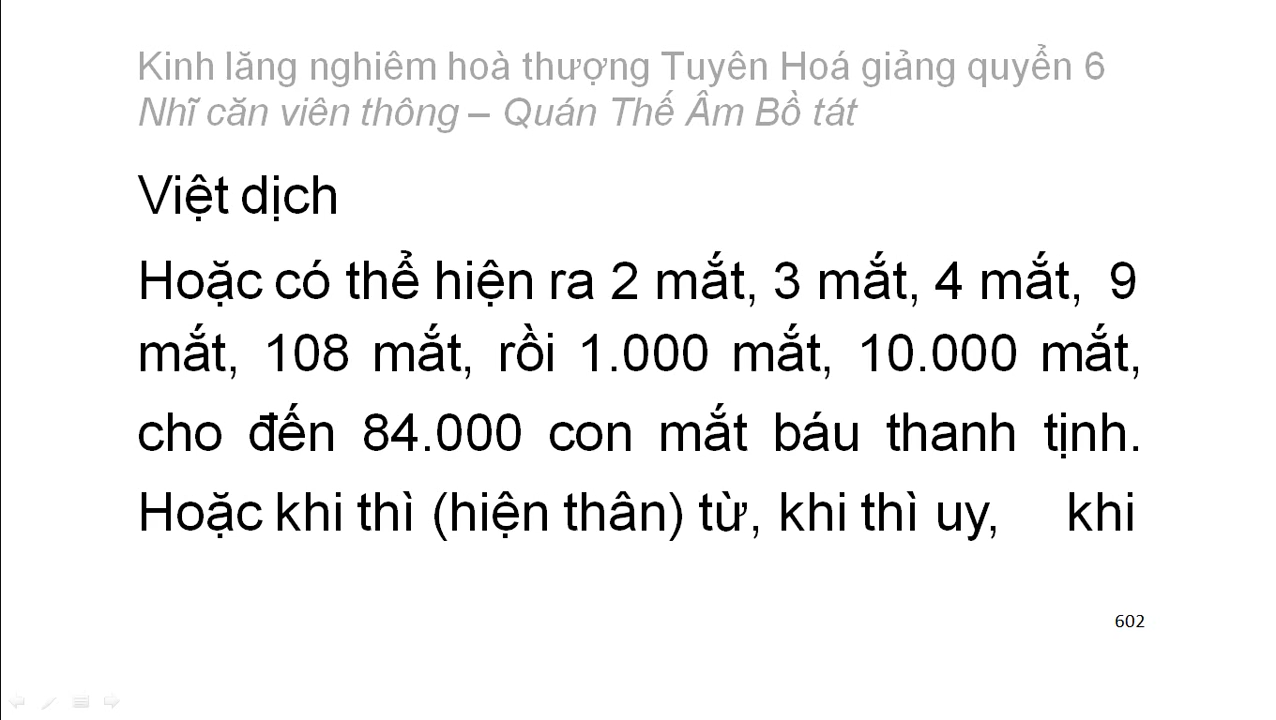 Kinh lăng nghiêm hoà thượng Tuyên Hoá giảng quyển 6
Nhĩ căn viên thông – Quán Thế Âm Bồ tát
Việt dịch
Hoặc có thể hiện ra 2 mắt, 3 mắt, 4 mắt, 9
mắt, 108 mắt, rồi 1.000 mắt, 10.000 mắt,
cho đến 84.000 con mắt báu thanh tịnh.
Hoặc khi thì (hiện thân) từ, khi thì uy, khi
602